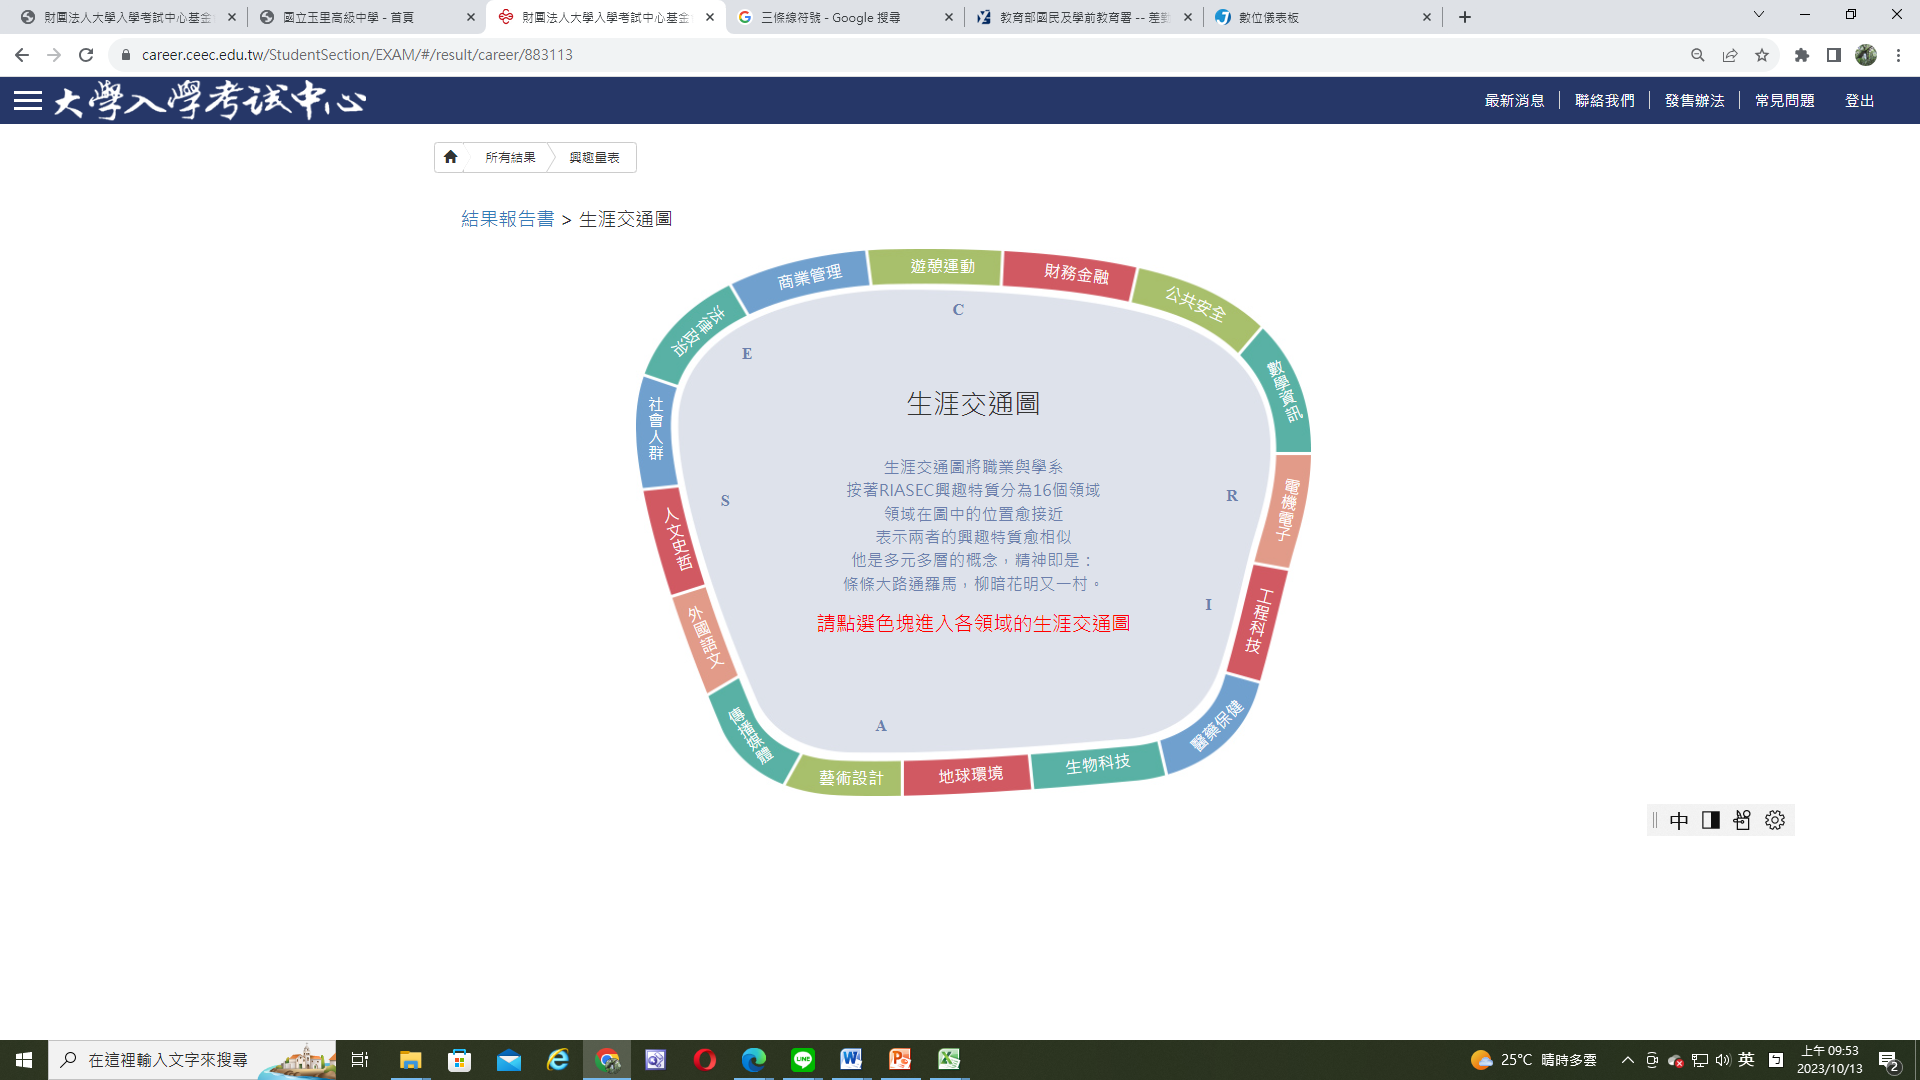 財團法人大學入學考試中心基金
國立玉里高級中學 - 首頁
財團法人大學入學考試中心基金
三條線符號 - Google 搜尋
教育部國民及學前教育署 -- 差勤
數位儀表板
career.ceec.edu.tw/StudentSection/EXAM/#/result/career/883113
大學入學考試中心
最新消息
聯絡我們
發售辦法
常見問題
登出
所有結果
興趣量表
結果報告書 > 生涯交通圖
商業管理
遊憩運動
財務金融
公共安全
法律政治
數學資訊
社會人群
電機電子
人文史哲
工程科技
外國語文
醫藥保健
傳播媒體
藝術設計
地球環境
生物科技
C
E
S
R
I
A
生涯交通圖
生涯交通圖將職業與學系
按著RIASEC興趣特質分為16個領域
領域在圖中的位置愈接近
表示兩者的興趣特質愈相似
他是多元多層的概念，精神即是：
條條大路通羅馬，柳暗花明又一村。
請點選色塊進入各領域的生涯交通圖
中
在這裡輸入文字來搜尋
25°C 晴時多雲
英
上午 09:53
2023/10/13
2